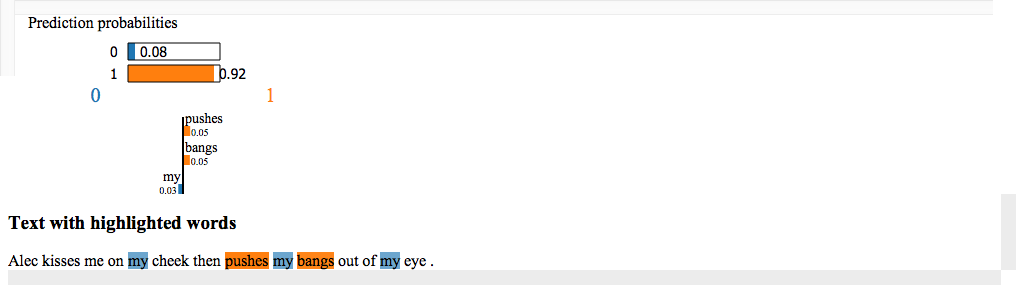 Prediction probabilities
0 0.08
1 0.92
0 1
pushes
0.05
bangs
0.05
my
0.03
Text with highlighted words
Alec kisses me on my cheek then pushes my bangs out of my eye .